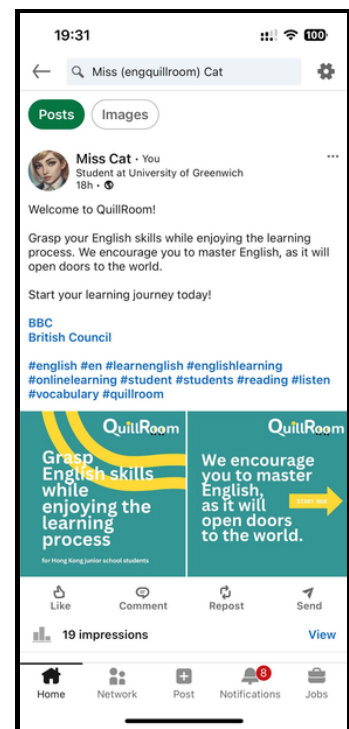 19:31
100
Miss (engquillroom) Cat
Posts
Images
Miss Cat · You
Student at University of Greenwich
18h ·
Welcome to QuillRoom!
Grasp your English skills while enjoying the learning
process. We encourage you to master English, as it will
open doors to the world.
Start your learning journey today!
BBC
British Council
#english #en #learnenglish #englishlearning
#onlinelearning #student #students #reading #listen
#vocabulary #quillroom
QuillRoom
Grasp
English skills
while
enjoying the
learning
process
for Hong Kong junior school students
QuillRoom
We encourage
you to master
English,
as it will
open doors
to the world.
START NOW
Like
Comment
Repost
Send
19 impressions
View
8
Home
Network
Post
Notifications
Jobs